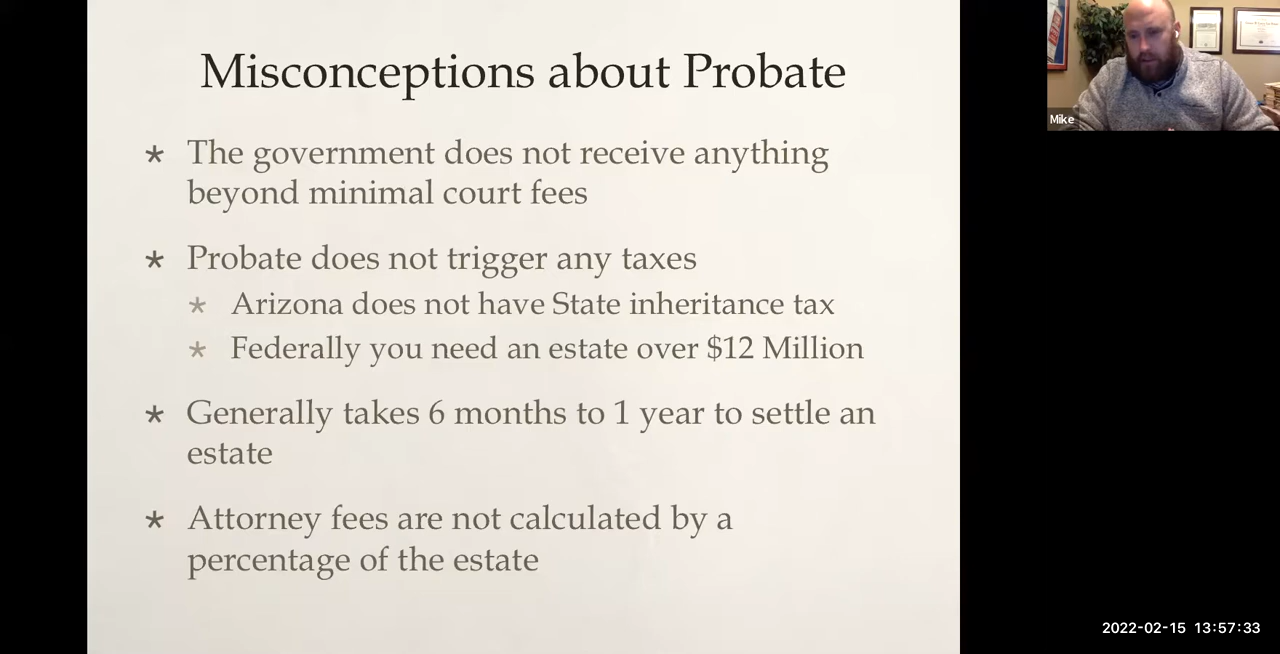 Misconceptions about Probate
* The government does not receive anything
beyond minimal court fees
* Probate does not trigger any taxes
* Arizona does not have State inheritance tax
* Federally you need an estate over $12 Million
* Generally takes 6 months to 1 year to settle an
estate
* Attorney fees are not calculated by a
percentage of the estate
Mike
2022-02-15 13:57:33